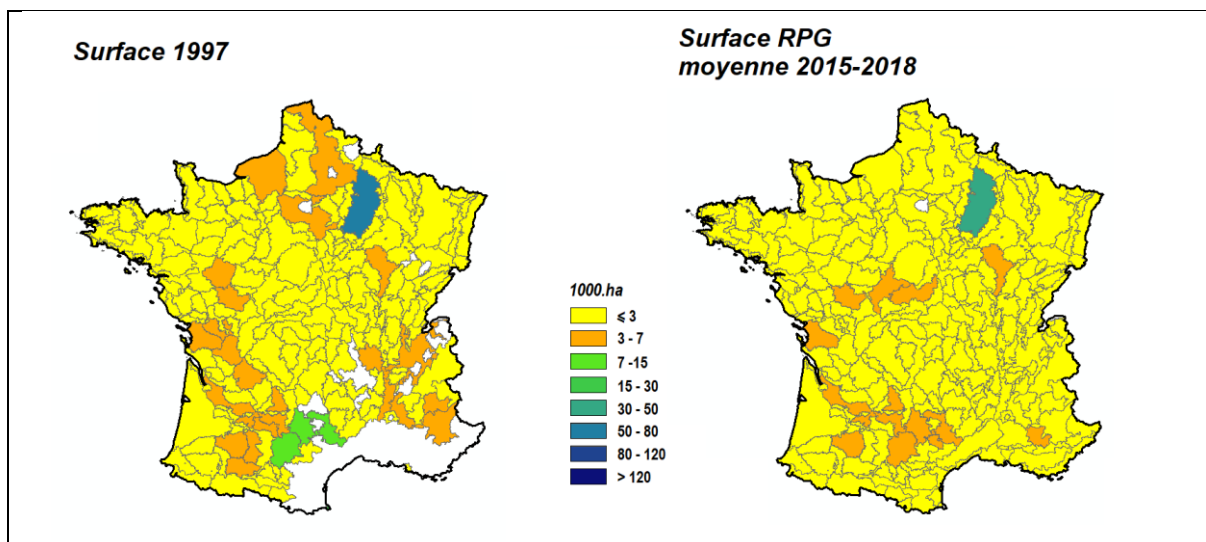 Surface 1997
Surface RPG
moyenne 2015-2018
1000.ha
≤ 3
3 - 7
7 -15
15 - 30
30 - 50
50 - 80
80 - 120
> 120